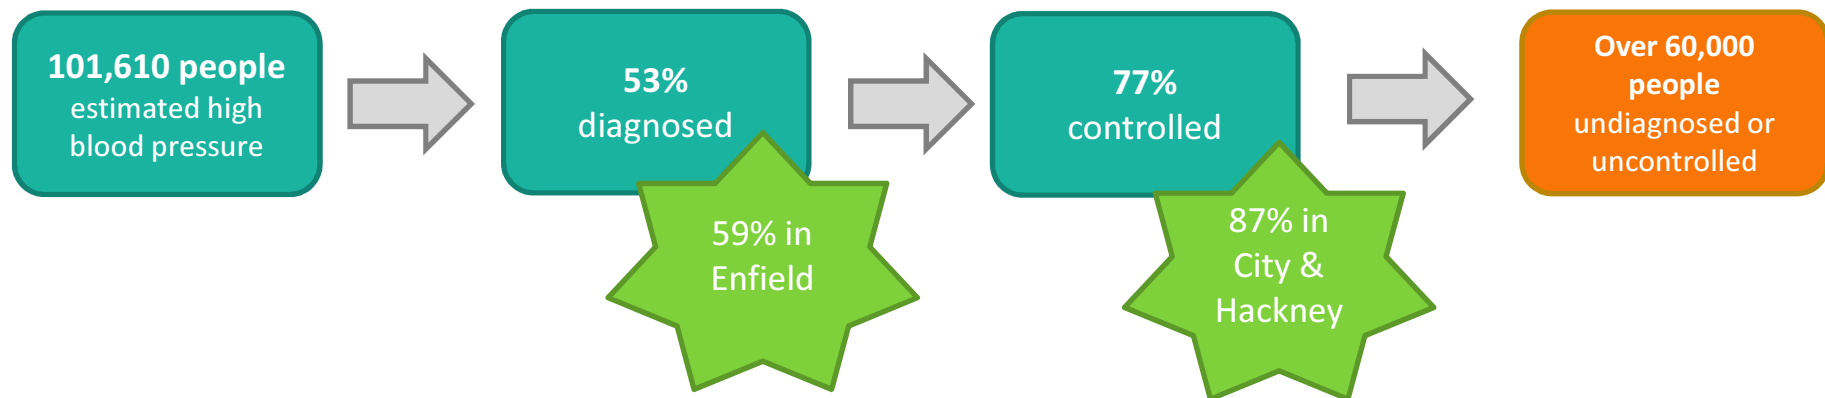 101,610 people
estimated high
blood pressure
53%
diagnosed
59% in
Enfield
77%
controlled
87% in
City &
Hackney
Over 60,000
people
undiagnosed or
uncontrolled